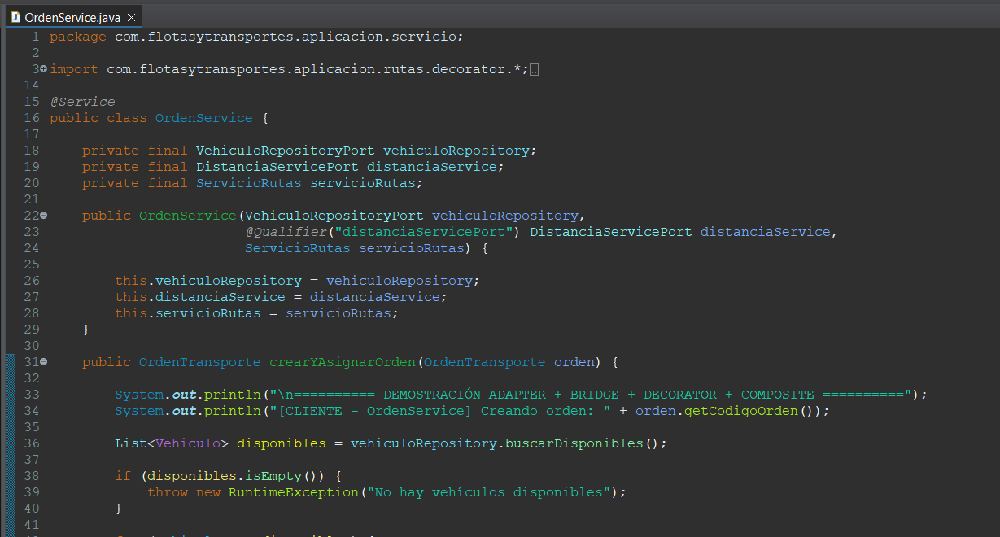 OrdenService.java
1 package com.flotasytransportes.aplicacion.servicio;
2
3 import com.flotasytransportes.aplicacion.rutas.decorator.*;
14
15 @Service
16 public class OrdenService {
17
18     private final VehiculoRepositoryPort vehiculoRepository;
19     private final DistanciaServicePort distanciaService;
20     private final ServicioRutas servicioRutas;
21
22     public OrdenService(VehiculoRepositoryPort vehiculoRepository,
23                         @Qualifier("distanciaServicePort") DistanciaServicePort distanciaService,
24                         ServicioRutas servicioRutas) {
25
26         this.vehiculoRepository = vehiculoRepository;
27         this.distanciaService = distanciaService;
28         this.servicioRutas = servicioRutas;
29     }
30
31     public OrdenTransporte crearYAsignarOrden(OrdenTransporte orden) {
32
33         System.out.println("\n========== DEMOSTRACIÓN ADAPTER + BRIDGE + DECORATOR + COMPOSITE ==========");
34         System.out.println("[CLIENTE - OrdenService] Creando orden: " + orden.getCodigoOrden());
35
36         List<Vehiculo> disponibles = vehiculoRepository.buscarDisponibles();
37
38         if (disponibles.isEmpty()) {
39             throw new RuntimeException("No hay vehículos disponibles");
40         }
41